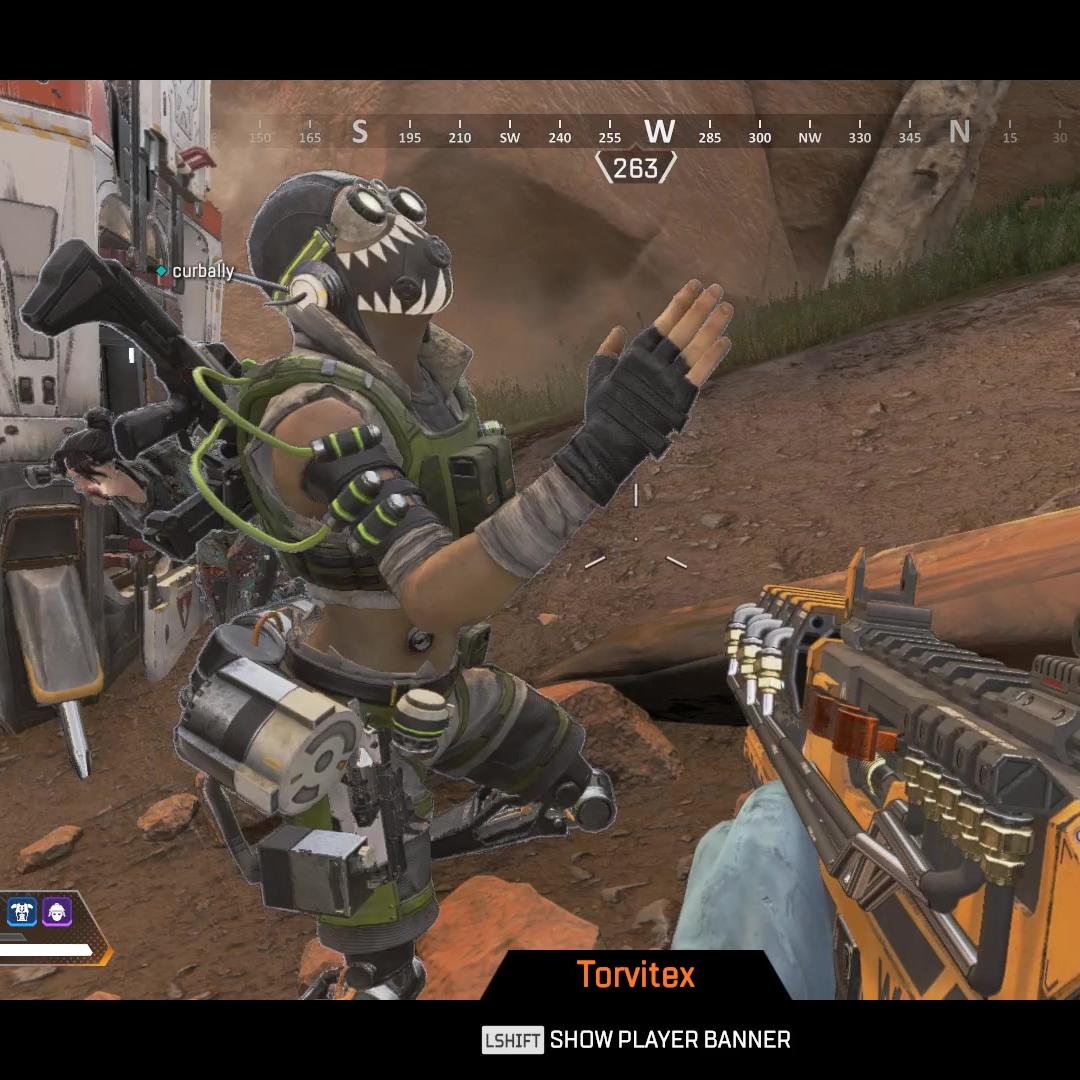 150 165 S 195 210 SW 240 255 W 285 300 NW 330 345 N 15 30
263
curbally
Torvitex
LSHIFT SHOW PLAYER BANNER